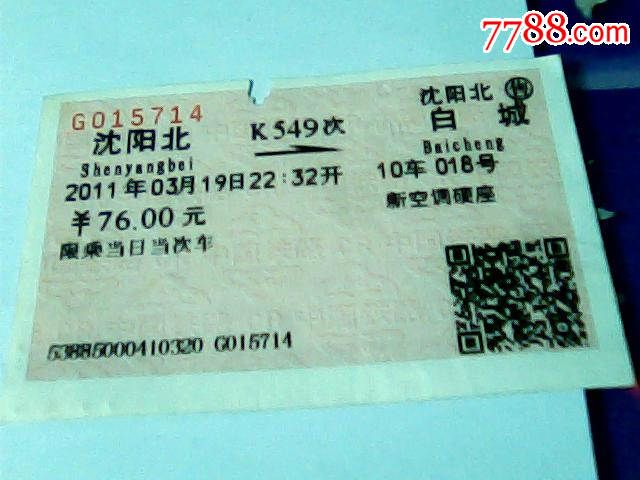 7788.com
G015714
沈阳北
沈阳北 K549次 白城
Shenyangbei Baicheng
2011年03月19日22:32开 10车 018号
¥76.00元 新空调硬座
限乘当日当次车
53885000410320 G015714